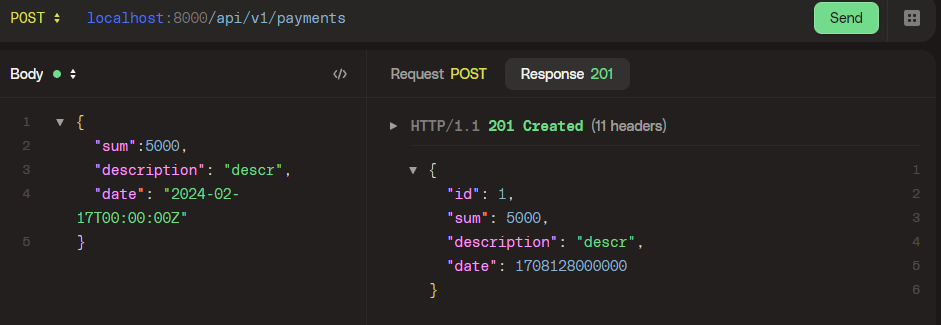 POST localhost:8000/api/v1/payments Send
Body </> Request POST Response 201
1 {
2 "sum":5000,
3 "description": "descr",
4 "date": "2024-02-
17T00:00:00Z"
5 }
HTTP/1.1 201 Created (11 headers)
{ 1
"id": 1, 2
"sum": 5000, 3
"description": "descr", 4
"date": 1708128000000 5
} 6